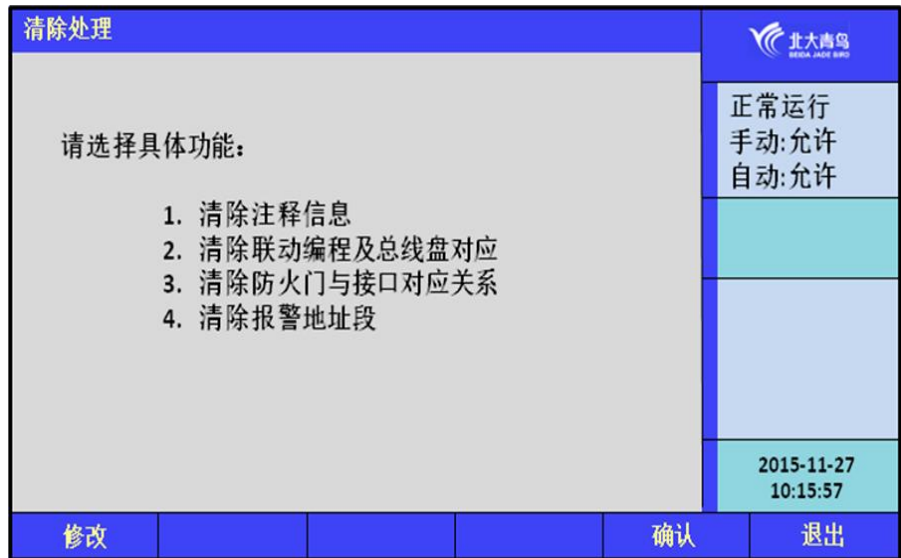 清除处理
北大青鸟
BEIDA JADE BIRD
正常运行
手动:允许
自动:允许
请选择具体功能:
1. 清除注释信息
2. 清除联动编程及总线盘对应
3. 清除防火门与接口对应关系
4. 清除报警地址段
2015-11-27
10:15:57
修改
确认
退出